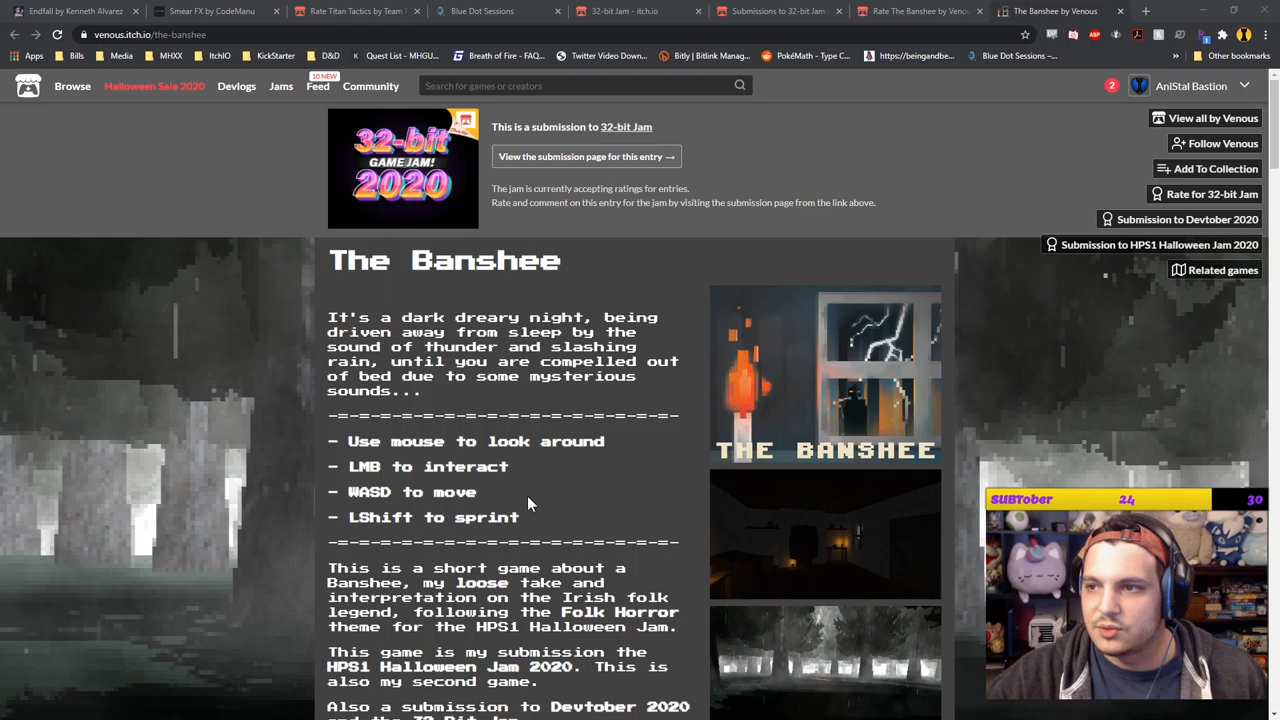 Endfall by Kenneth Alvarez
Smear FX by CodeManu
Rate Titan Tactics by Team
Blue Dot Sessions
32-bit Jam - itch.io
Submissions to 32-bit Jam
Rate The Banshee by Venou
The Banshee by Venous
venous.itch.io/the-banshee
Apps
Bills
Media
MHXX
ItchIO
KickStarter
D&D
Quest List - MHGU...
Breath of Fire - FAQ...
Twitter Video Down...
Bitly | Bitlink Manag...
PokéMath - Type C...
https://beingandbe...
Blue Dot Sessions –...
Other bookmarks
Browse
Halloween Sale 2020
Devlogs
Jams
10 NEW
Feed
Community
Search for games or creators
2
AniStal Bastion
32-bit
GAME JAM!
2020
This is a submission to 32-bit Jam
View the submission page for this entry →
The jam is currently accepting ratings for entries.
Rate and comment on this entry for the jam by visiting the submission page from the link above.
View all by Venous
Follow Venous
Add To Collection
Rate for 32-bit Jam
Submission to Devtober 2020
Submission to HPS1 Halloween Jam 2020
Related games
The Banshee
It's a dark dreary night, being
driven away from sleep by the
sound of thunder and slashing
rain, until you are compelled out
of bed due to some mysterious
sounds...
-=-=-=-=-=-=-=-=-=-=-=-=-=-=-=-=-=-
- Use mouse to look around
- LMB to interact
- WASD to move
- LShift to sprint
-=-=-=-=-=-=-=-=-=-=-=-=-=-=-=-=-=-
This is a short game about a
Banshee, my loose take and
interpretation on the Irish folk
legend, following the Folk Horror
theme for the HPS1 Halloween Jam.
This game is my submission the
HPS1 Halloween Jam 2020. This is
also my second game.
Also a submission to Devtober 2020
and the 32-Bit Jam
THE BANSHEE
SUBTober
24
30